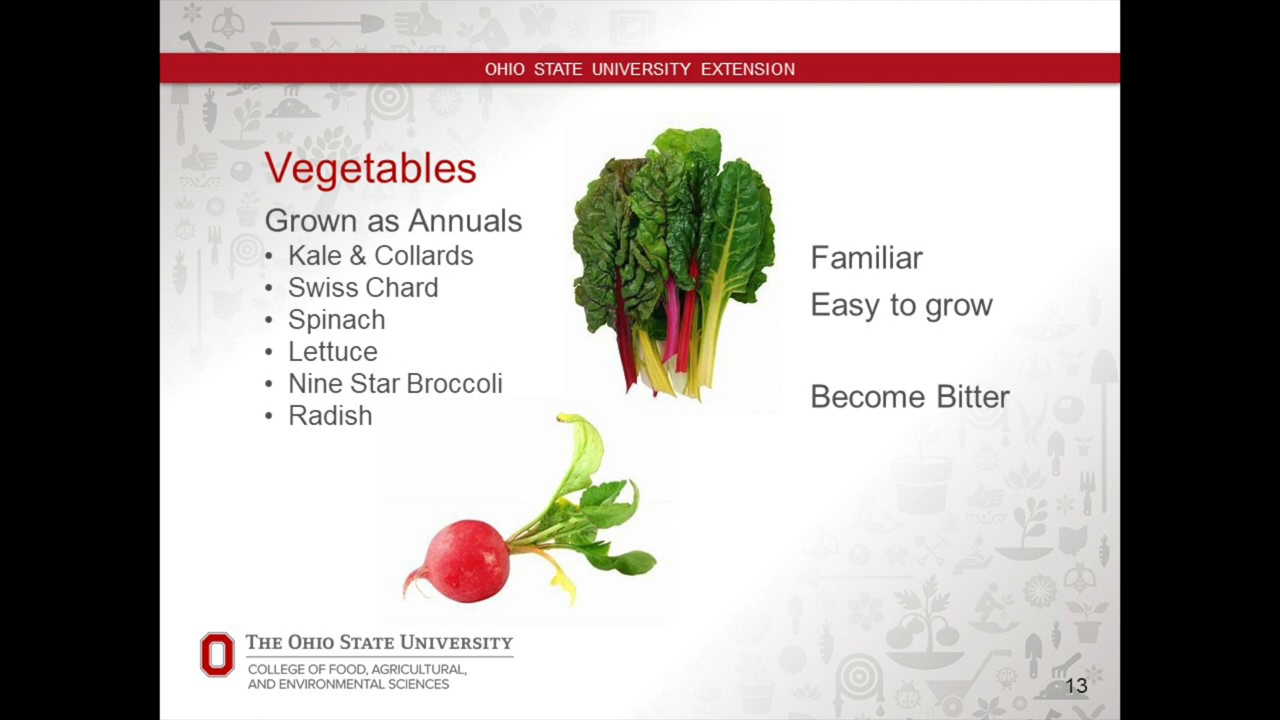 OHIO STATE UNIVERSITY EXTENSION
Vegetables
Grown as Annuals
• Kale & Collards
• Swiss Chard
• Spinach
• Lettuce
• Nine Star Broccoli
• Radish
Familiar
Easy to grow
Become Bitter
THE OHIO STATE UNIVERSITY
COLLEGE OF FOOD, AGRICULTURAL,
AND ENVIRONMENTAL SCIENCES
13